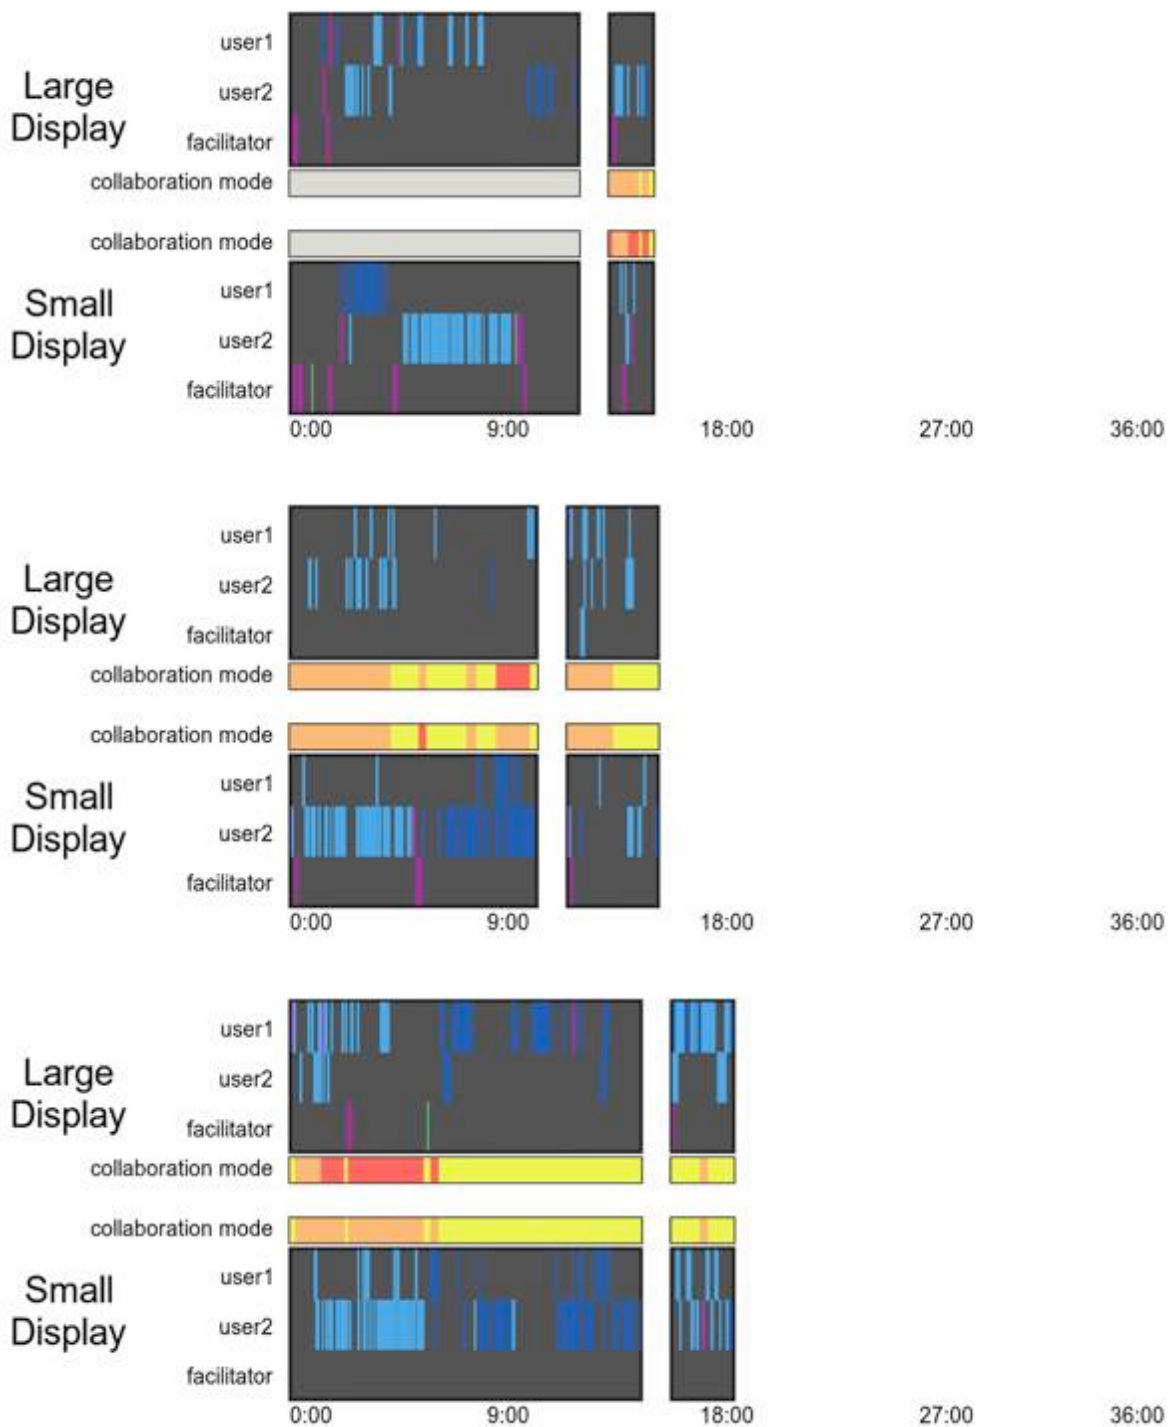 user1
Large
Display
user2
facilitator
collaboration mode
collaboration mode
user1
Small
Display
user2
facilitator
0:00 9:00 18:00 27:00 36:00
user1
Large
Display
user2
facilitator
collaboration mode
collaboration mode
user1
Small
Display
user2
facilitator
0:00 9:00 18:00 27:00 36:00
user1
Large
Display
user2
facilitator
collaboration mode
collaboration mode
user1
Small
Display
user2
facilitator
0:00 9:00 18:00 27:00 36:00